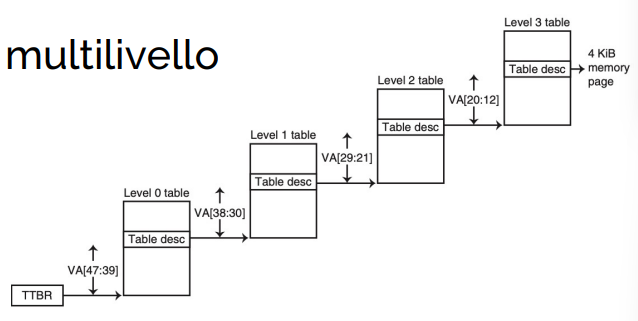 multilivello
Level 3 table
Table desc
4 KiB
memory
page
Level 2 table
VA[20:12]
Table desc
Level 1 table
VA[29:21]
Table desc
Level 0 table
VA[38:30]
Table desc
VA[47:39]
TTBR